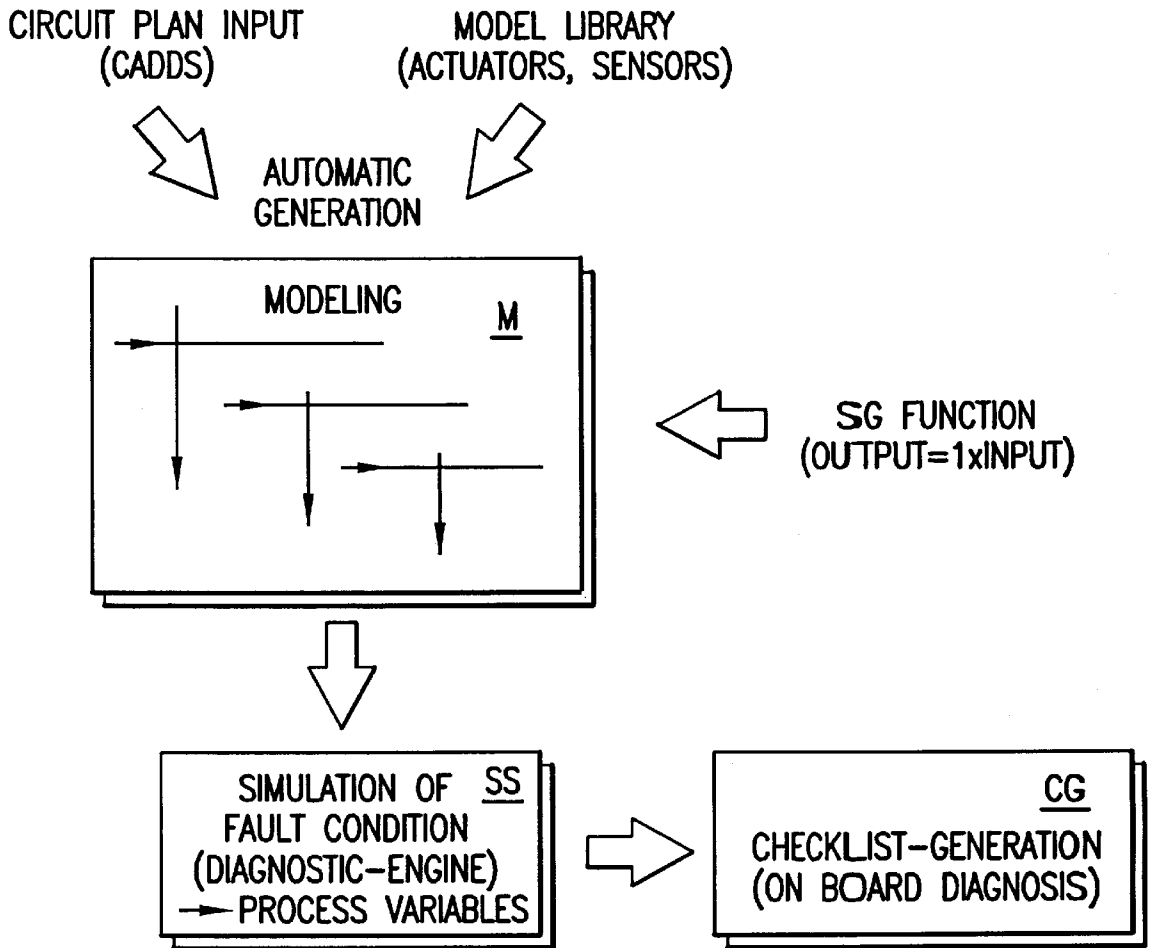 CIRCUIT PLAN INPUT
(CADDS)
MODEL LIBRARY
(ACTUATORS, SENSORS)
AUTOMATIC
GENERATION
MODELING
M
SG FUNCTION
(OUTPUT=1xINPUT)
SIMULATION OF
FAULT CONDITION
(DIAGNOSTIC-ENGINE)
PROCESS VARIABLES
SS
CG
CHECKLIST-GENERATION
(ON BOARD DIAGNOSIS)